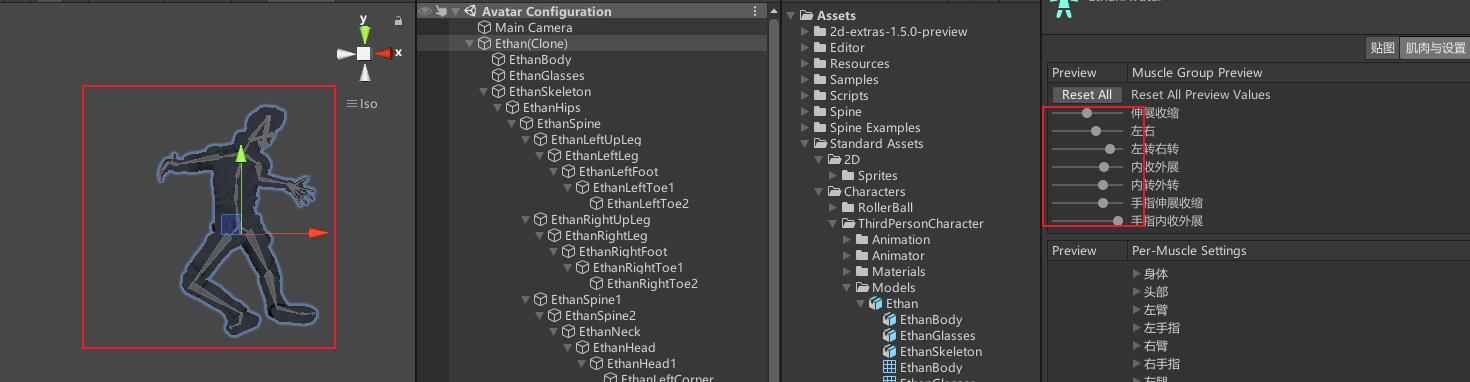 y
x
Iso
Avatar Configuration
Main Camera
Ethan(Clone)
EthanBody
EthanGlasses
EthanSkeleton
EthanHips
EthanSpine
EthanLeftUpLeg
EthanLeftLeg
EthanLeftFoot
EthanLeftToe1
EthanLeftToe2
EthanRightUpLeg
EthanRightLeg
EthanRightFoot
EthanRightToe1
EthanRightToe2
EthanSpine1
EthanSpine2
EthanNeck
EthanHead
EthanHead1
EthanLeftCorner
Assets
2d-extras-1.5.0-preview
Editor
Resources
Samples
Scripts
Spine
Spine Examples
Standard Assets
2D
Sprites
Characters
RollerBall
ThirdPersonCharacter
Animation
Animator
Materials
Models
Ethan
EthanBody
EthanGlasses
EthanSkeleton
EthanBody
EthanGlasses
贴图 肌肉与设置
Preview Muscle Group Preview
Reset All Reset All Preview Values
伸展收缩
左右
左转右转
内收外展
内转外转
手指伸展收缩
手指内收外展
Preview Per-Muscle Settings
身体
头部
左臂
左手指
右臂
右手指
左腿